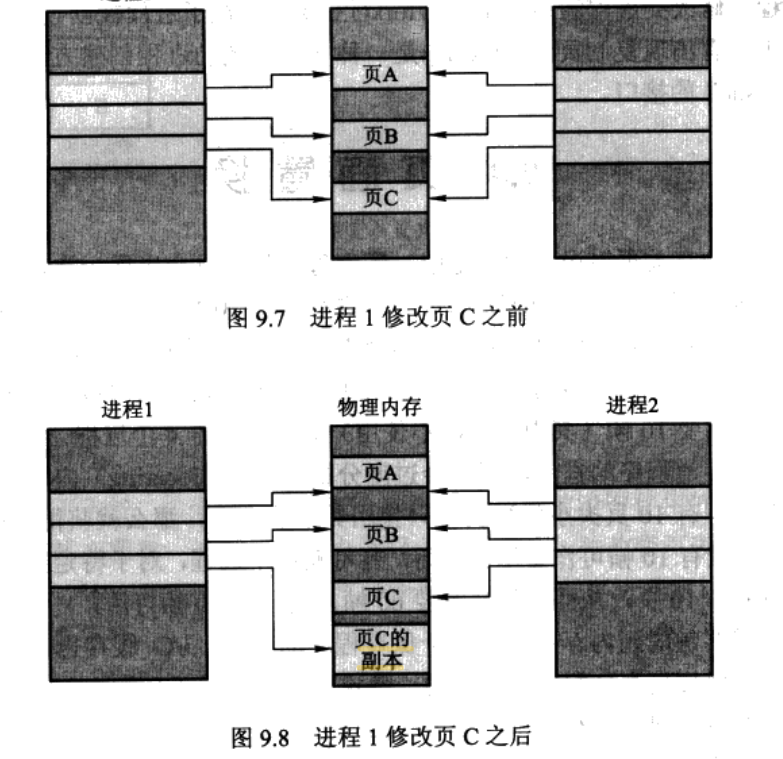 页A
页B
页C
图 9.7 进程 1 修改页 C 之前
进程1
物理内存
进程2
页A
页B
页C
页C的
副本
图 9.8 进程 1 修改页 C 之后